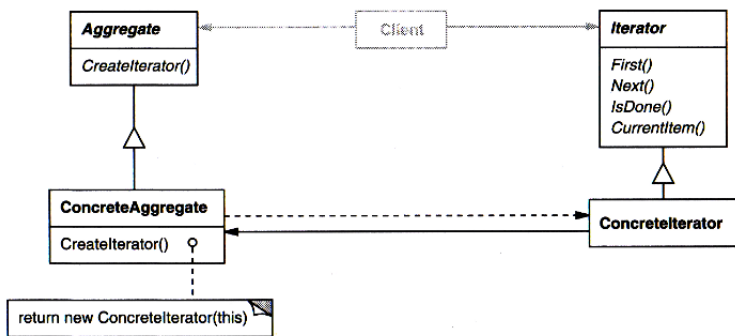 Aggregate
CreateIterator()
Client
Iterator
First()
Next()
IsDone()
CurrentItem()
ConcreteAggregate
CreateIterator()
ConcreteIterator
return new ConcreteIterator(this)